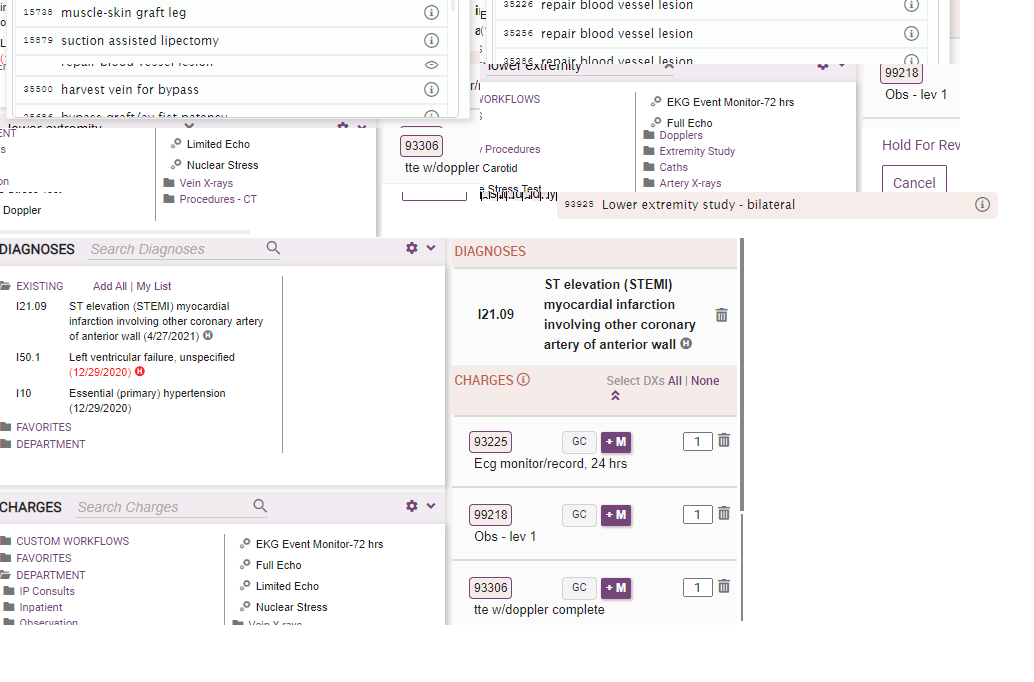 15738 muscle-skin graft leg
15879 suction assisted lipectomy
repair blood vessel lesion
35500 harvest vein for bypass
bypass graft/av fist patency
35226 repair blood vessel lesion
35256 repair blood vessel lesion
35286 repair blood vessel lesion
lower extremity
WORKFLOWS
Procedures
e Stress Test
EKG Event Monitor-72 hrs
Full Echo
Dopplers
Extremity Study
Caths
Artery X-rays
99218
Obs - lev 1
Hold For Rev
Cancel
lower extremity
Doppler
Limited Echo
Nuclear Stress
Vein X-rays
Procedures - CT
93306
tte w/doppler Carotid
93925 Lower extremity study - bilateral
DIAGNOSES Search Diagnoses
EXISTING Add All | My List
I21.09 ST elevation (STEMI) myocardial
infarction involving other coronary artery
of anterior wall (4/27/2021) H
I50.1 Left ventricular failure, unspecified
(12/29/2020) H
I10 Essential (primary) hypertension
(12/29/2020)
FAVORITES
DEPARTMENT
CHARGES Search Charges
CUSTOM WORKFLOWS
FAVORITES
DEPARTMENT
IP Consults
Inpatient
Observation
EKG Event Monitor-72 hrs
Full Echo
Limited Echo
Nuclear Stress
Vein X-rays
DIAGNOSES
I21.09 ST elevation (STEMI)
myocardial infarction
involving other coronary
artery of anterior wall H
CHARGES Select DXs All | None
93225 GC + M 1
Ecg monitor/record, 24 hrs
99218 GC + M 1
Obs - lev 1
93306 GC + M 1
tte w/doppler complete